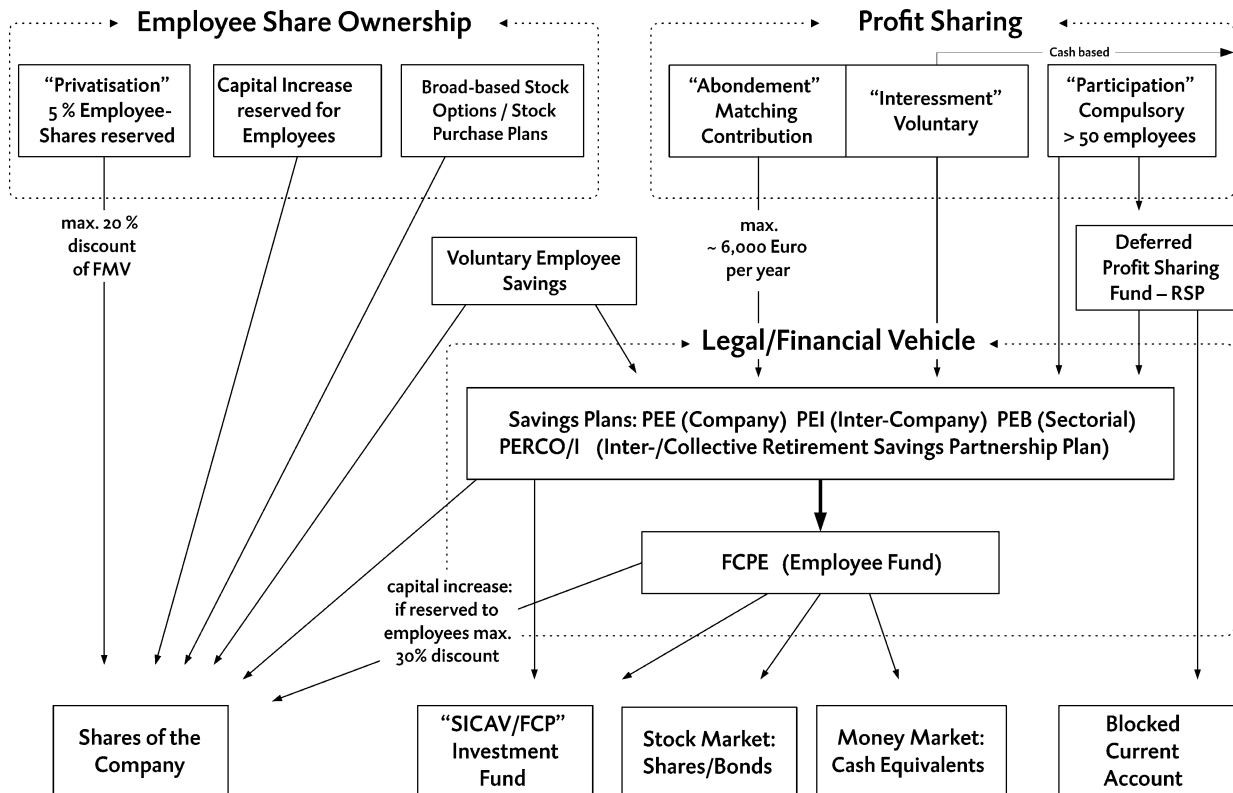 Employee Share Ownership
Profit Sharing
Cash based
“Privatisation”
5 % Employee-
Shares reserved
Capital Increase
reserved for
Employees
Broad-based Stock
Options / Stock
Purchase Plans
“Abondement”
Matching
Contribution
“Interessment”
Voluntary
“Participation”
Compulsory
> 50 employees
max. 20 %
discount
of FMV
Voluntary Employee
Savings
max.
~ 6,000 Euro
per year
Deferred
Profit Sharing
Fund – RSP
Legal/Financial Vehicle
Savings Plans: PEE (Company) PEI (Inter-Company) PEB (Sectorial)
PERCO/I (Inter-/Collective Retirement Savings Partnership Plan)
FCPE (Employee Fund)
capital increase:
if reserved to
employees max.
30% discount
Shares of the
Company
“SICAV/FCP”
Investment
Fund
Stock Market:
Shares/Bonds
Money Market:
Cash Equivalents
Blocked
Current
Account